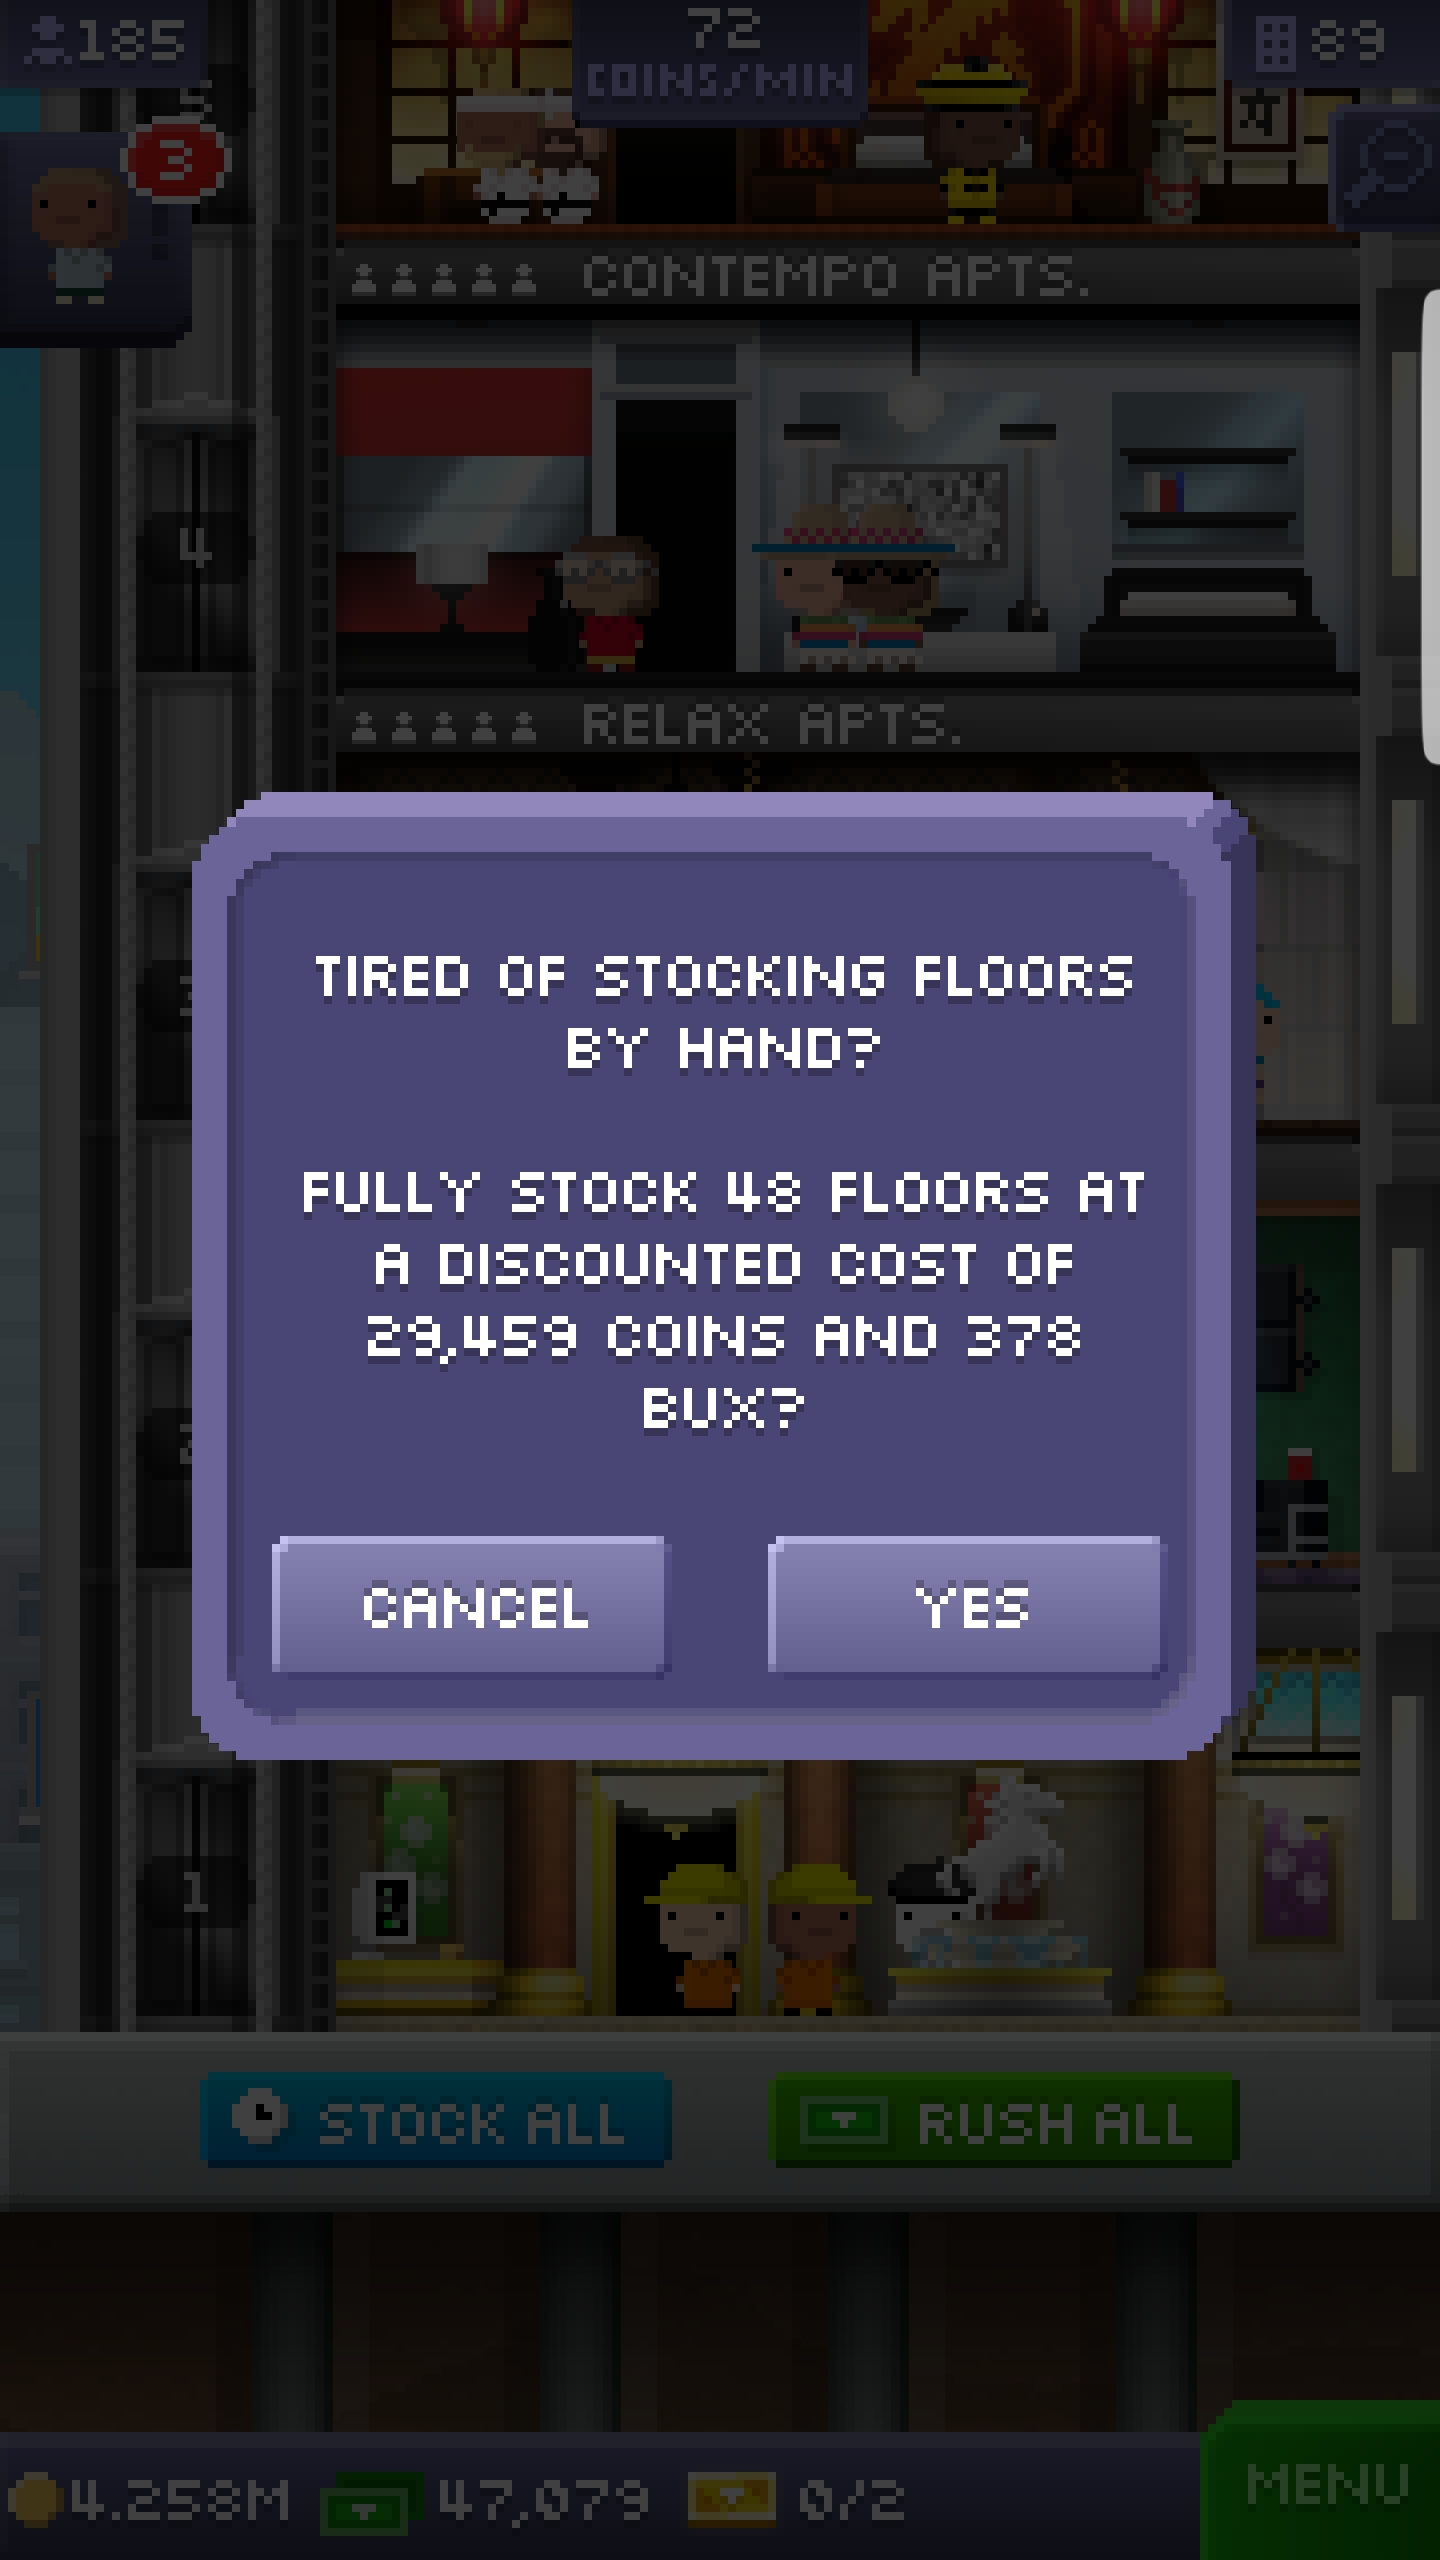 185
72
COINS/MIN
89
5
3
CONTEMPO APTS.
4
RELAX APTS.
TIRED OF STOCKING FLOORS
BY HAND?
FULLY STOCK 48 FLOORS AT
A DISCOUNTED COST OF
29,459 COINS AND 378
BUX?
CANCEL
YES
1
STOCK ALL
RUSH ALL
4.258M
47,079
0/2
MENU